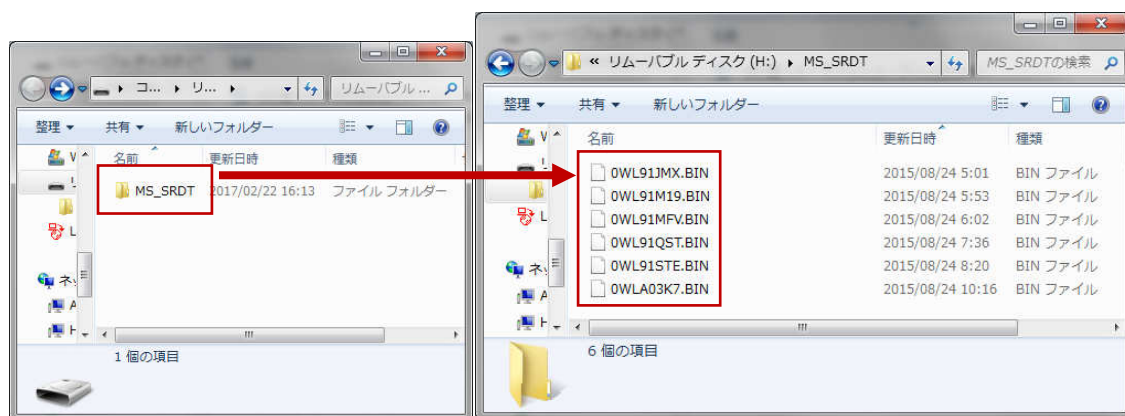 コ... リ... リムーバブル ...
整理 共有 新しいフォルダー
名前 更新日時 種類
MS_SRDT 2017/02/22 16:13 ファイル フォルダー
L
ネッ
A
H
1 個の項目
« リムーバブル ディスク (H:) MS_SRDT MS_SRDTの検索
整理 共有 新しいフォルダー
名前 更新日時 種類
0WL91JMX.BIN 2015/08/24 5:01 BIN ファイル
0WL91M19.BIN 2015/08/24 5:53 BIN ファイル
0WL91MFV.BIN 2015/08/24 6:02 BIN ファイル
0WL91QST.BIN 2015/08/24 7:36 BIN ファイル
0WL91STE.BIN 2015/08/24 8:20 BIN ファイル
0WLA03K7.BIN 2015/08/24 10:16 BIN ファイル
L
ネッ
A
H
6 個の項目